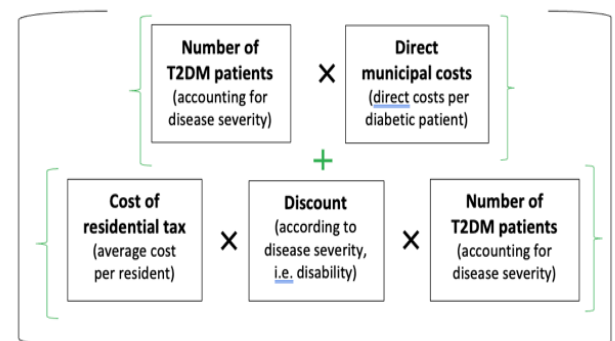 Number of
T2DM patients
(accounting for
disease severity)
×
Direct
municipal costs
(direct costs per
diabetic patient)
+
Cost of
residential tax
(average cost
per resident)
×
Discount
(according to
disease severity,
i.e. disability)
×
Number of
T2DM patients
(accounting for
disease severity)